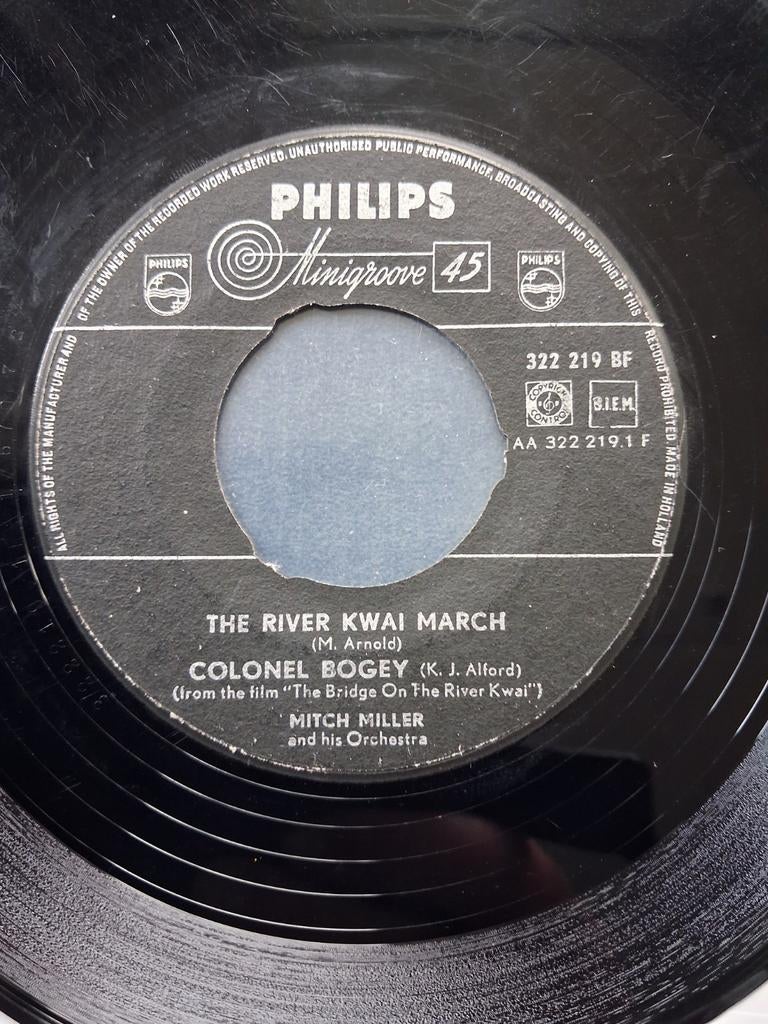 ALL RIGHTS OF THE MANUFACTURER AND OF THE OWNER OF THE RECORDED WORK RESERVED. UNAUTHORISED PUBLIC PERFORMANCE, BROADCASTING AND COPYING OF THIS RECORD PROHIBITED MADE IN HOLLAND
PHILIPS
Minigroove 45
PHILIPS
PHILIPS
322 219 BF
COPYRIGHT CONTROL
B.I.E.M.
AA 322 219.1 F
THE RIVER KWAI MARCH
(M. Arnold)
COLONEL BOGEY (K. J. Alford)
(from the film "The Bridge On The River Kwai")
MITCH MILLER
and his Orchestra